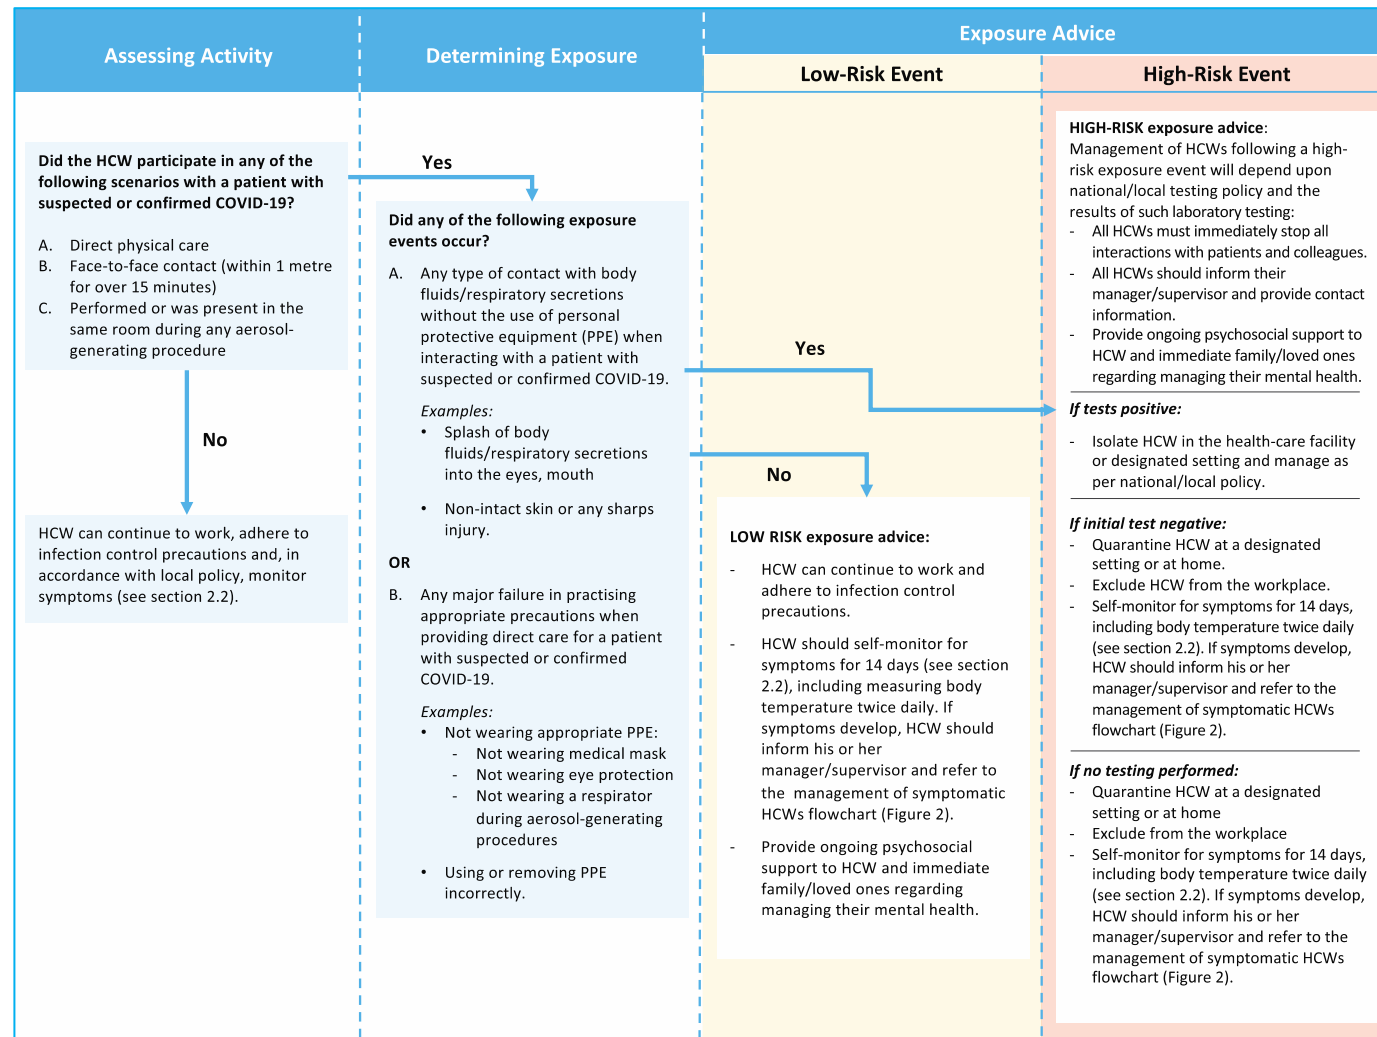 Assessing Activity
Determining Exposure
Exposure Advice
Low-Risk Event
High-Risk Event
Did the HCW participate in any of the
following scenarios with a patient with
suspected or confirmed COVID-19?
A. Direct physical care
B. Face-to-face contact (within 1 metre
for over 15 minutes)
C. Performed or was present in the
same room during any aerosol-
generating procedure
Yes
No
HCW can continue to work, adhere to
infection control precautions and, in
accordance with local policy, monitor
symptoms (see section 2.2).
Did any of the following exposure
events occur?
A. Any type of contact with body
fluids/respiratory secretions
without the use of personal
protective equipment (PPE) when
interacting with a patient with
suspected or confirmed COVID-19.
Examples:
• Splash of body
fluids/respiratory secretions
into the eyes, mouth
• Non-intact skin or any sharps
injury.
OR
B. Any major failure in practising
appropriate precautions when
providing direct care for a patient
with suspected or confirmed
COVID-19.
Examples:
• Not wearing appropriate PPE:
- Not wearing medical mask
- Not wearing eye protection
- Not wearing a respirator
during aerosol-generating
procedures
• Using or removing PPE
incorrectly.
Yes
No
LOW RISK exposure advice:
- HCW can continue to work and
adhere to infection control
precautions.
- HCW should self-monitor for
symptoms for 14 days (see section
2.2), including measuring body
temperature twice daily. If
symptoms develop, HCW should
inform his or her
manager/supervisor and refer to
the management of symptomatic
HCWs flowchart (Figure 2).
- Provide ongoing psychosocial
support to HCW and immediate
family/loved ones regarding
managing their mental health.
HIGH-RISK exposure advice:
Management of HCWs following a high-
risk exposure event will depend upon
national/local testing policy and the
results of such laboratory testing:
- All HCWs must immediately stop all
interactions with patients and colleagues.
- All HCWs should inform their
manager/supervisor and provide contact
information.
- Provide ongoing psychosocial support to
HCW and immediate family/loved ones
regarding managing their mental health.
If tests positive:
- Isolate HCW in the health-care facility
or designated setting and manage as
per national/local policy.
If initial test negative:
- Quarantine HCW at a designated
setting or at home.
- Exclude HCW from the workplace.
- Self-monitor for symptoms for 14 days,
including body temperature twice daily
(see section 2.2). If symptoms develop,
HCW should inform his or her
manager/supervisor and refer to the
management of symptomatic HCWs
flowchart (Figure 2).
If no testing performed:
- Quarantine HCW at a designated
setting or at home
- Exclude from the workplace
- Self-monitor for symptoms for 14 days,
including body temperature twice daily
(see section 2.2). If symptoms develop,
HCW should inform his or her
manager/supervisor and refer to the
management of symptomatic HCWs
flowchart (Figure 2).